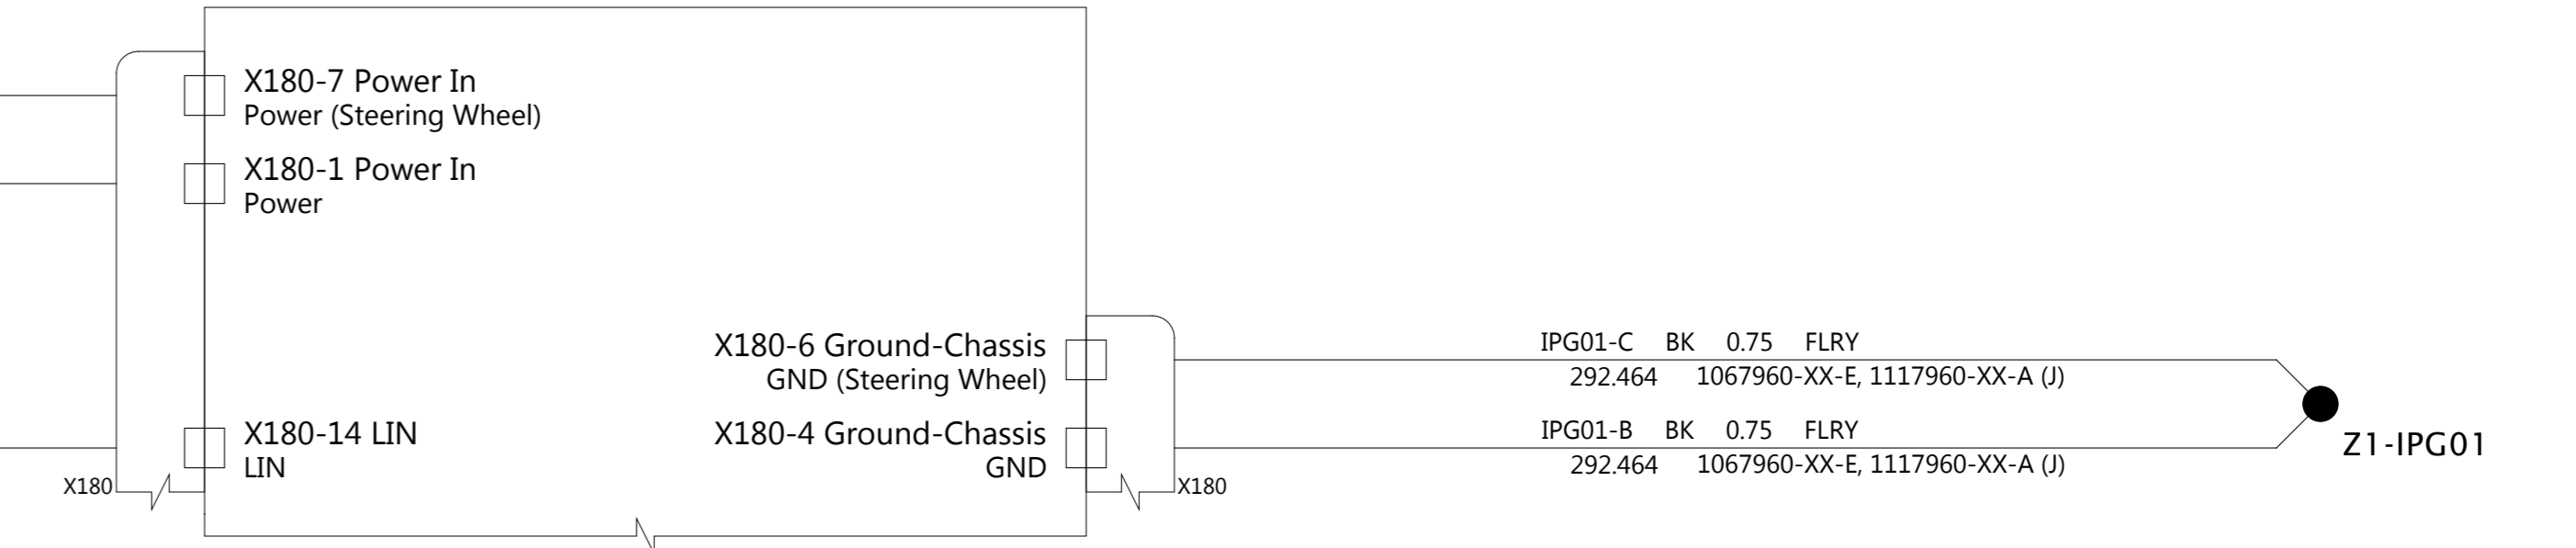 X180-7 Power In
Power (Steering Wheel)
X180-1 Power In
Power
X180-14 LIN
LIN
X180
X180-6 Ground-Chassis
GND (Steering Wheel)
X180-4 Ground-Chassis
GND
X180
IPG01-C BK 0.75 FLRY
292.464 1067960-XX-E, 1117960-XX-A (J)
IPG01-B BK 0.75 FLRY
292.464 1067960-XX-E, 1117960-XX-A (J)
Z1-IPG01